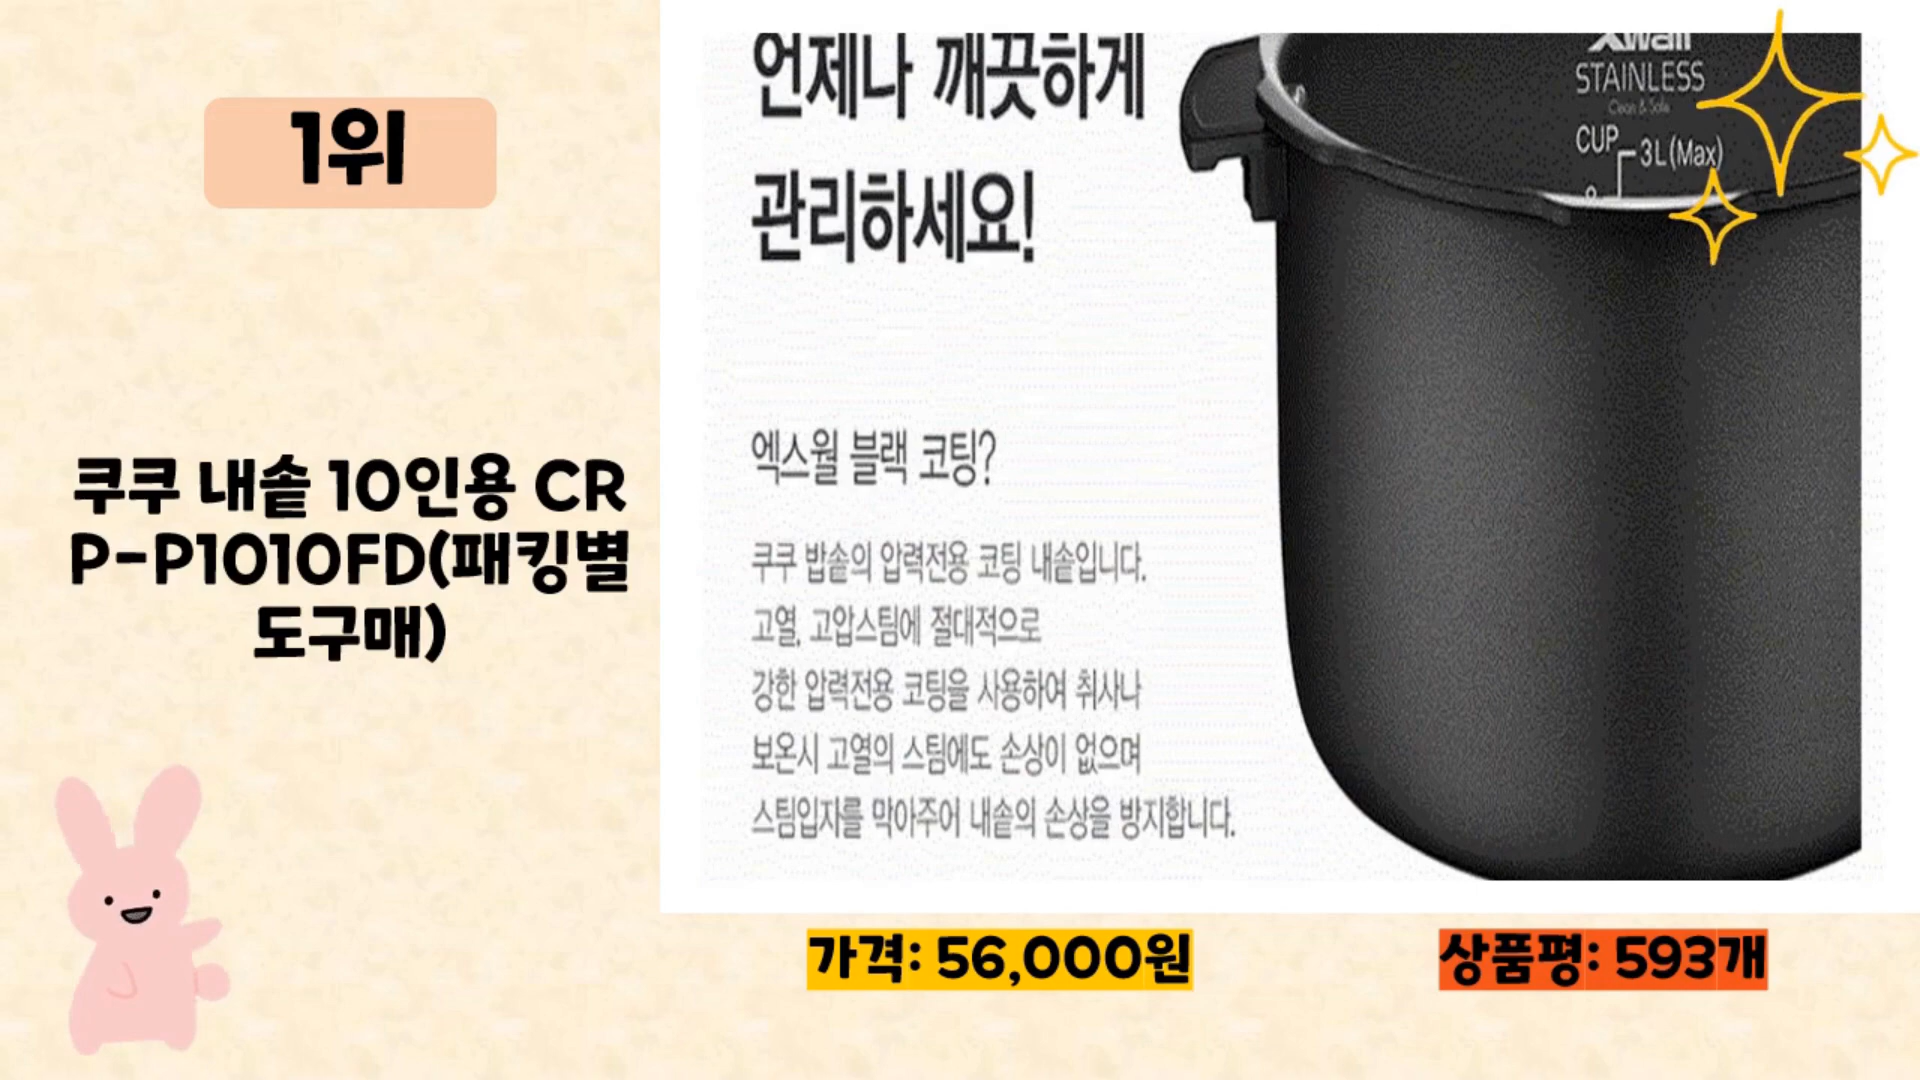 1위
쿠쿠 내솥 10인용 CR
P-P1010FD(패킹별
도구매)
언제나 깨끗하게
관리하세요!
엑스월 블랙 코팅?
쿠쿠 밥솥의 압력전용 코팅 내솥입니다.
고열, 고압스팀에 절대적으로
강한 압력전용 코팅을 사용하여 취사나
보온시 고열의 스팀에도 손상이 없으며
스팀입자를 막아주어 내솥의 손상을 방지합니다.
Xwall
STAINLESS
Clean & Safe
CUP 3L(Max)
가격: 56,000원
상품평: 593개